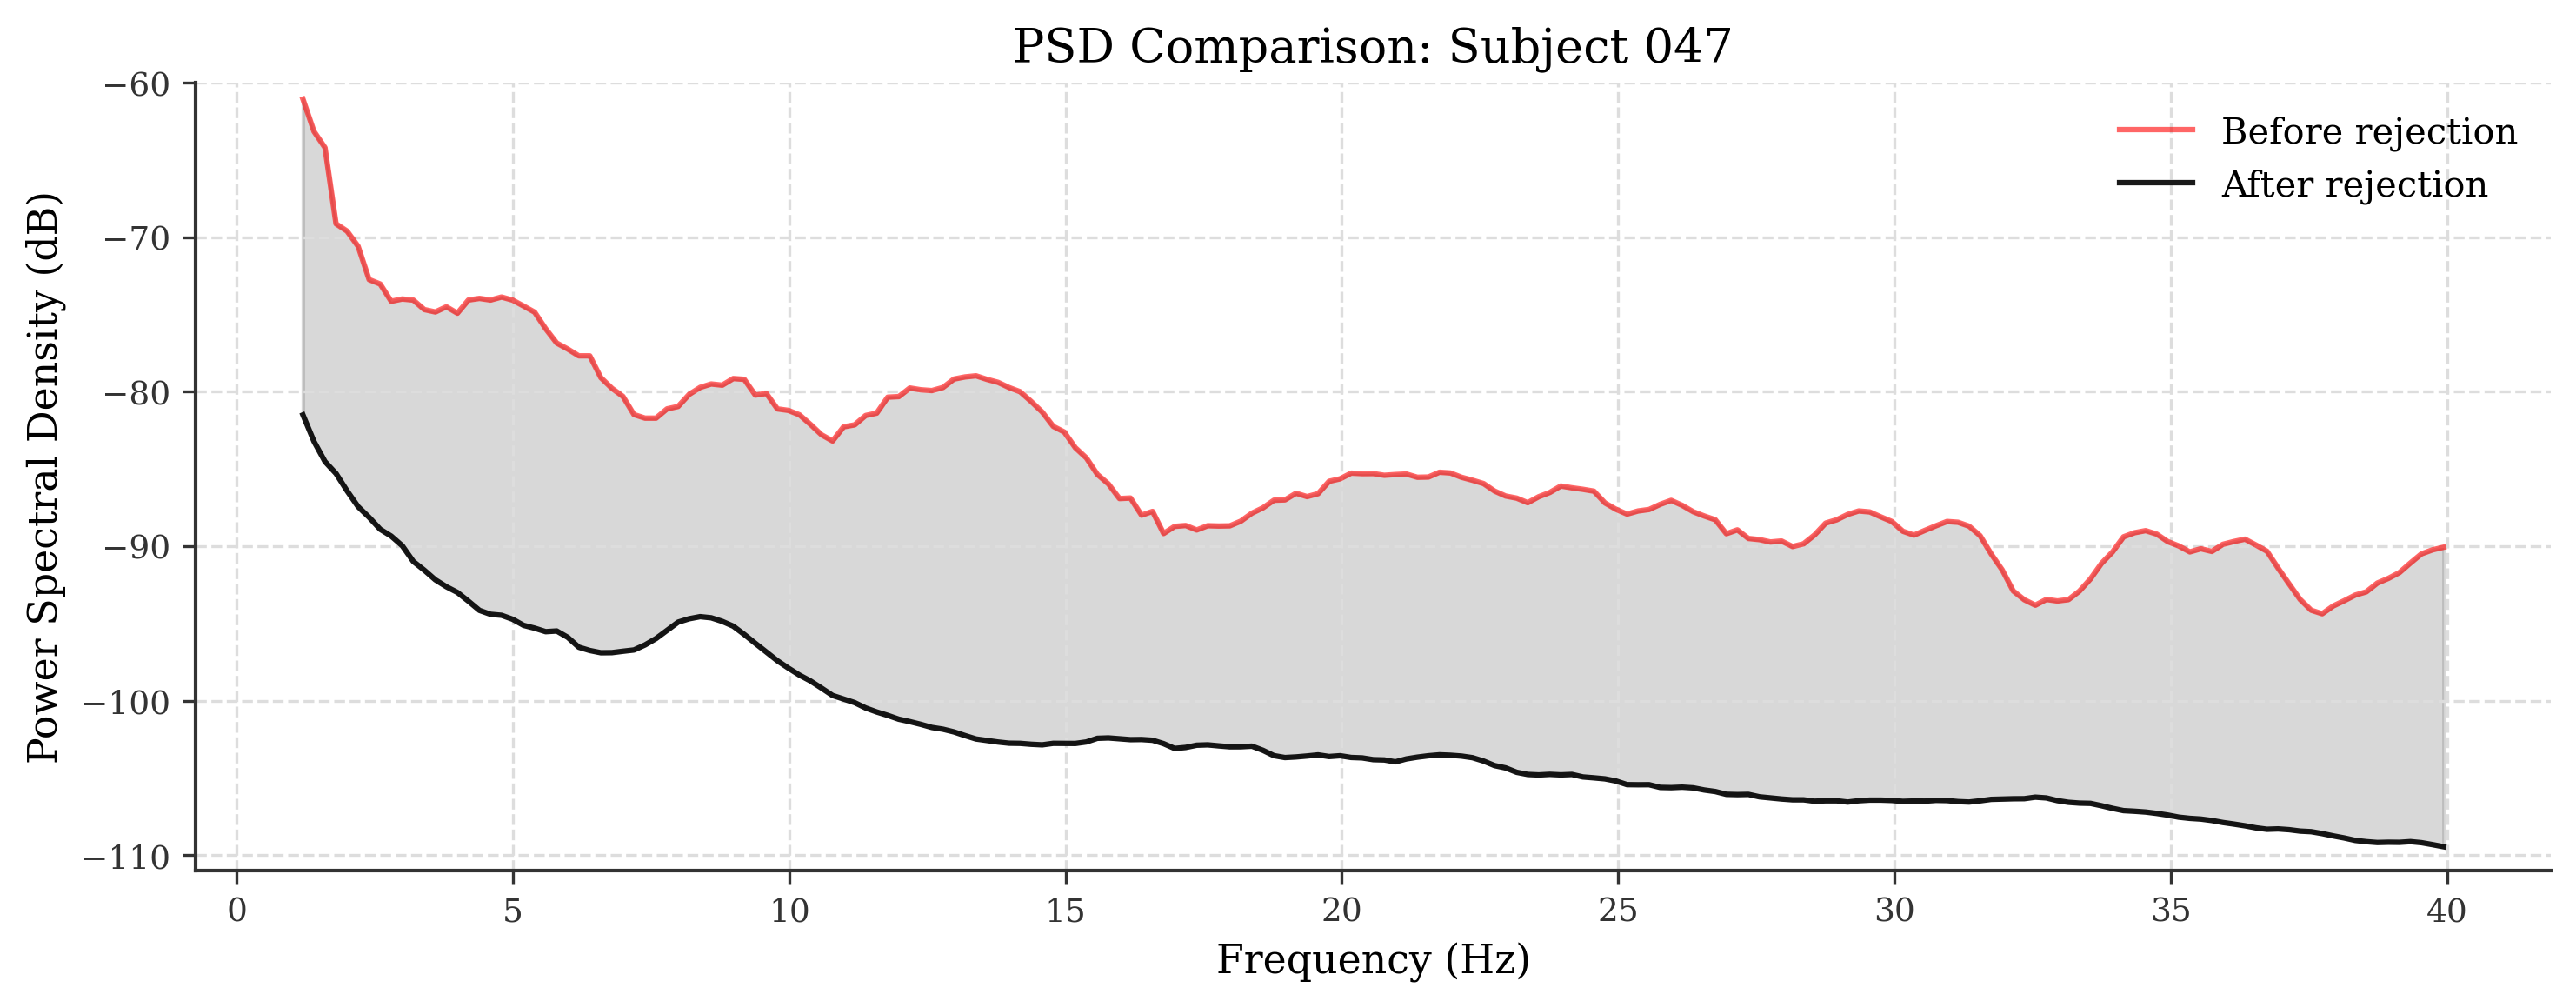 PSD Comparison: Subject 047
Before rejection
After rejection
Power Spectral Density (dB)
−60
−70
−80
−90
−100
−110
0 5 10 15 20 25 30 35 40
Frequency (Hz)